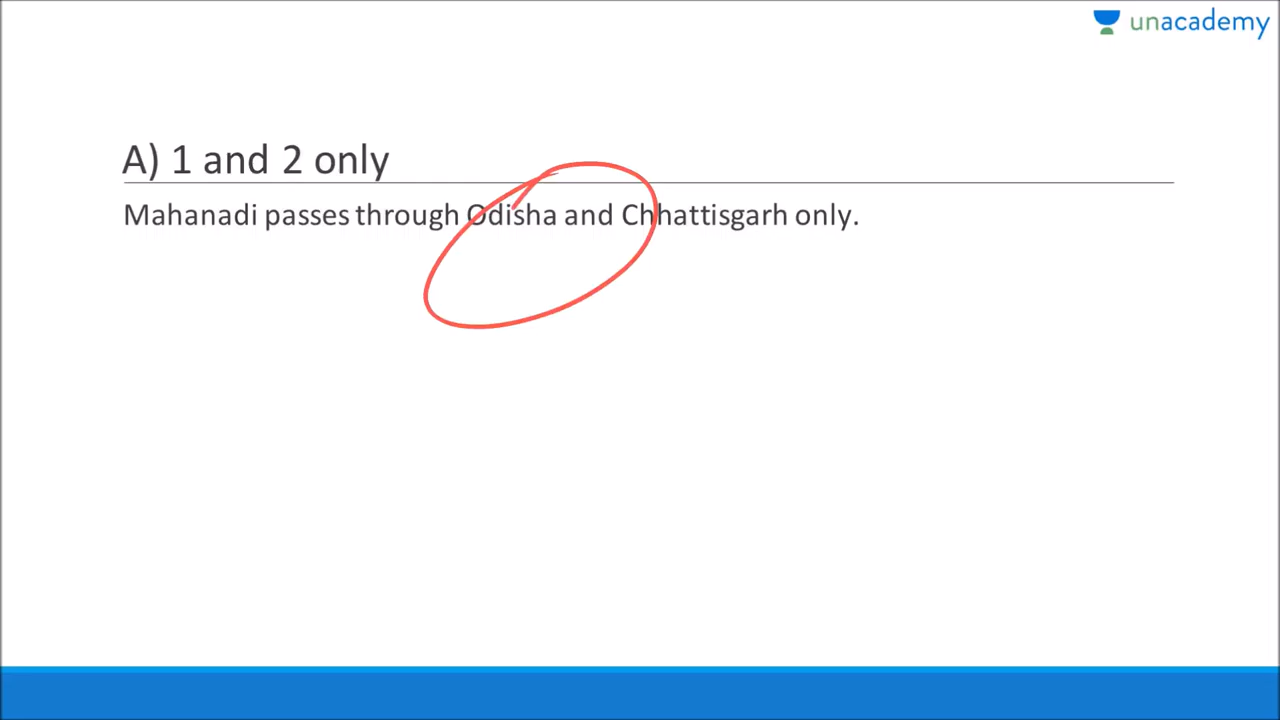 unacademy
A) 1 and 2 only
Mahanadi passes through Odisha and Chhattisgarh only.